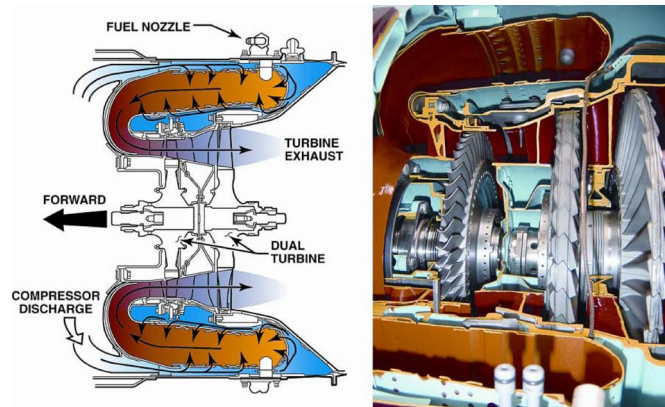 FUEL NOZZLE
TURBINE
EXHAUST
FORWARD
DUAL
TURBINE
COMPRESSOR
DISCHARGE